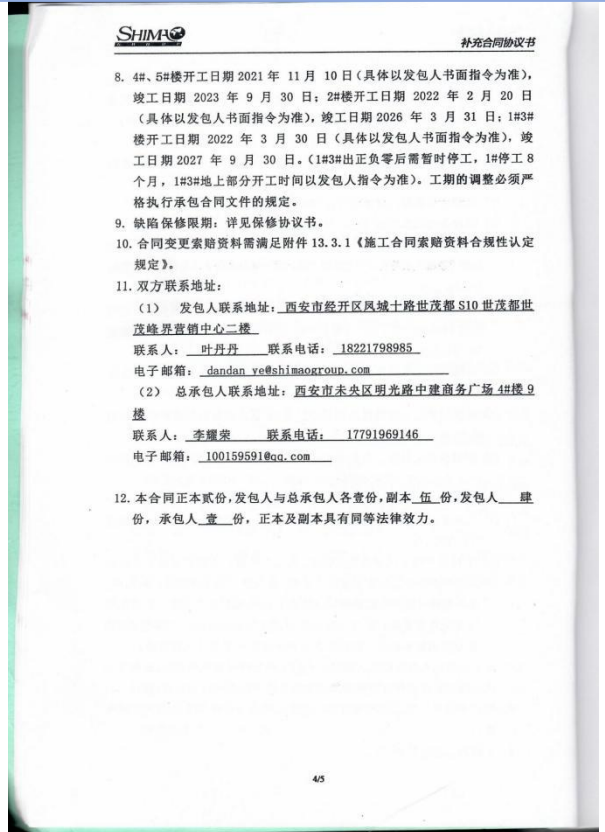 SHIMAO
GROUP
补充合同协议书
8. 4#、5#楼开工日期 2021 年 11 月 10 日(具体以发包人书面指令为准),
竣工日期 2023 年 9 月 30 日；2#楼开工日期 2022 年 2 月 20 日
(具体以发包人书面指令为准), 竣工日期 2026 年 3 月 31 日；1#3#
楼开工日期 2022 年 3 月 30 日（具体以发包人书面指令为准), 竣
工日期 2027 年 9 月 30 日。(1#3#出正负零后需暂时停工，1#停工 8
个月，1#3#地上部分开工时间以发包人指令为准)。工期的调整必须严
格执行承包合同文件的规定。
9. 缺陷保修限期：详见保修协议书。
10. 合同变更索赔资料需满足附件 13.3.1《施工合同索赔资料合规性认定
规定》。
11. 双方联系地址：
（1） 发包人联系地址：西安市经开区凤城十路世茂都 S10 世茂都世
茂峰界营销中心二楼
联系人： 叶丹丹 联系电话： 18221798985
电子邮箱： dandan ye@shimaogroup.com
（2） 总承包人联系地址：西安市未央区明光路中建商务广场 4#楼 9
楼
联系人： 李耀荣 联系电话： 17791969146
电子邮箱： 100159591@qq.com
12. 本合同正本贰份,发包人与总承包人各壹份,副本 伍 份,发包人 肆
份，承包人 壹 份，正本及副本具有同等法律效力。
4/5